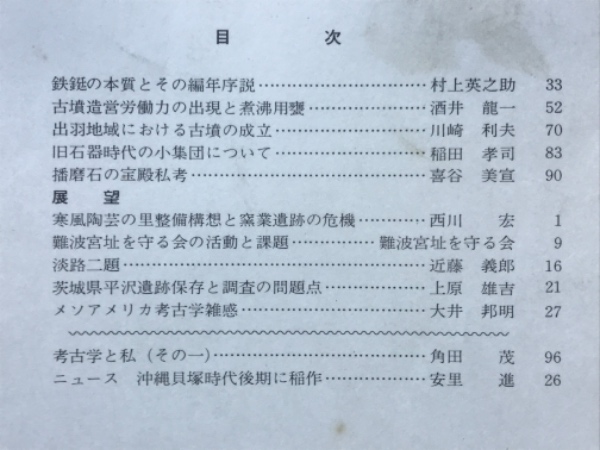 目 次
鉄鋌の本質とその編年序説……………………村上英之助 33
古墳造営労働力の出現と煮沸用甕………………酒井 龍一 52
出羽地域における古墳の成立……………………川崎 利夫 70
旧石器時代の小集団について……………………稲田 孝司 83
播磨石の宝殿私考…………………………………喜谷 美宣 90
展 望
寒風陶芸の里整備構想と窯業遺跡の危機…………西川 宏 1
難波宮址を守る会の活動と課題……………難波宮址を守る会 9
淡路二題……………………………………………近藤 義郎 16
茨城県平沢遺跡保存と調査の問題点………………上原 雄吉 21
メソアメリカ考古学雑感…………………………大井 邦明 27
考古学と私(その一)………………………………角田 茂 96
ニュース 沖縄貝塚時代後期に稲作………………安里 進 26